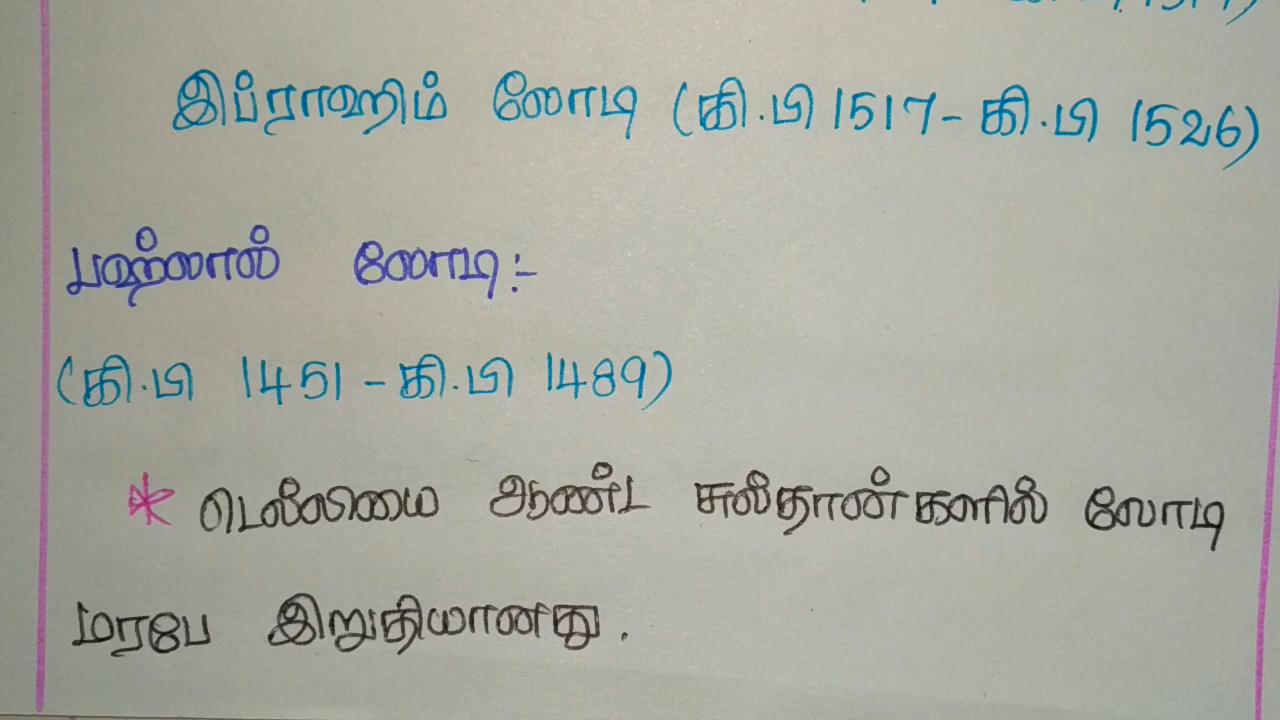 இப்ராஹிம் லோடி (கி.பி 1517 - கி.பி 1526)
பஹ்லால் லோடி :-
(கி.பி 1451 - கி.பி 1489)
* டெல்லியை ஆண்ட சுல்தான்களில் லோடி
மரபே இறுதியானது.